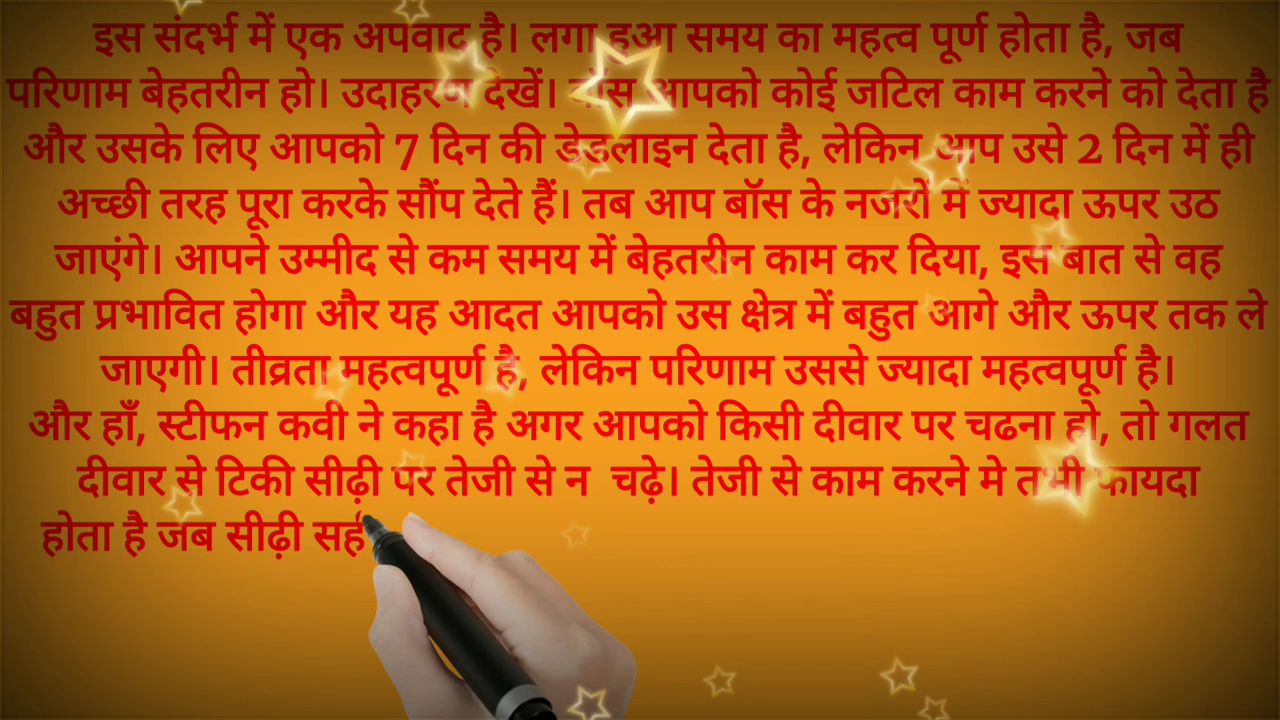 इस संदर्भ में एक अपवाद है। लगा हुआ समय का महत्व पूर्ण होता है, जब
परिणाम बेहतरीन हो। उदाहरण देखें। बॉस आपको कोई जटिल काम करने को देता है
और उसके लिए आपको 7 दिन की डेडलाइन देता है, लेकिन आप उसे 2 दिन में ही
अच्छी तरह पूरा करके सौंप देते हैं। तब आप बॉस के नजरों में ज्यादा ऊपर उठ
जाएंगे। आपने उम्मीद से कम समय में बेहतरीन काम कर दिया, इस बात से वह
बहुत प्रभावित होगा और यह आदत आपको उस क्षेत्र में बहुत आगे और ऊपर तक ले
जाएगी। तीव्रता महत्वपूर्ण है, लेकिन परिणाम उससे ज्यादा महत्वपूर्ण है।
और हाँ, स्टीफन कवी ने कहा है अगर आपको किसी दीवार पर चढना हो, तो गलत
दीवार से टिकी सीढ़ी पर तेजी से न चढ़े। तेजी से काम करने मे तभी फायदा
होता है जब सीढ़ी